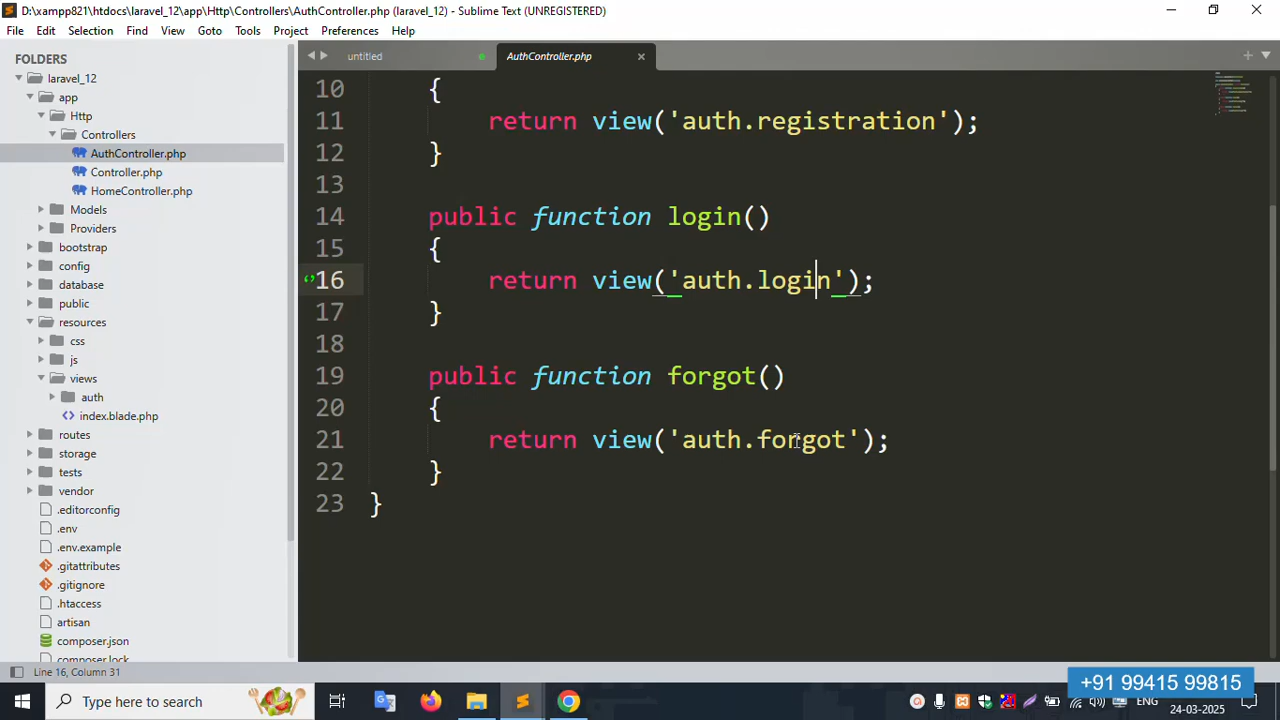 D:\xampp821\htdocs\laravel_12\app\Http\Controllers\AuthController.php (laravel_12) - Sublime Text (UNREGISTERED)
File Edit Selection Find View Goto Tools Project Preferences Help
FOLDERS
laravel_12
app
Http
Controllers
AuthController.php
Controller.php
HomeController.php
Models
Providers
bootstrap
config
database
public
resources
css
js
views
auth
index.blade.php
routes
storage
tests
vendor
.editorconfig
.env
.env.example
.gitattributes
.gitignore
.htaccess
artisan
composer.json
composer.lock
untitled
AuthController.php
10 {
11 return view('auth.registration');
12 }
13
14 public function login()
15 {
16 return view('auth.login');
17 }
18
19 public function forgot()
20 {
21 return view('auth.forgot');
22 }
23 }
Line 16, Column 31
+91 99415 99815
Type here to search
ENG
24-03-2025